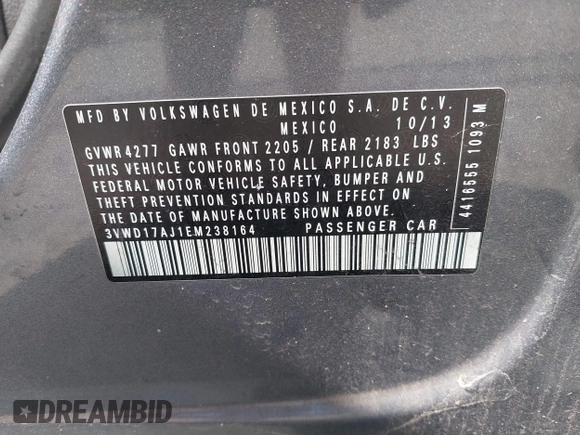 MFD BY VOLKSWAGEN DE MEXICO S.A. DE C.V.
MEXICO 10/13
GVWR4277 GAWR FRONT 2205 / REAR 2183 LBS
THIS VEHICLE CONFORMS TO ALL APPLICABLE U.S.
FEDERAL MOTOR VEHICLE SAFETY, BUMPER AND
THEFT PREVENTION STANDARDS IN EFFECT ON
THE DATE OF MANUFACTURE SHOWN ABOVE.
3VWD17AJ1EM238164 PASSENGER CAR
4416555 1093 M
DREAMBID